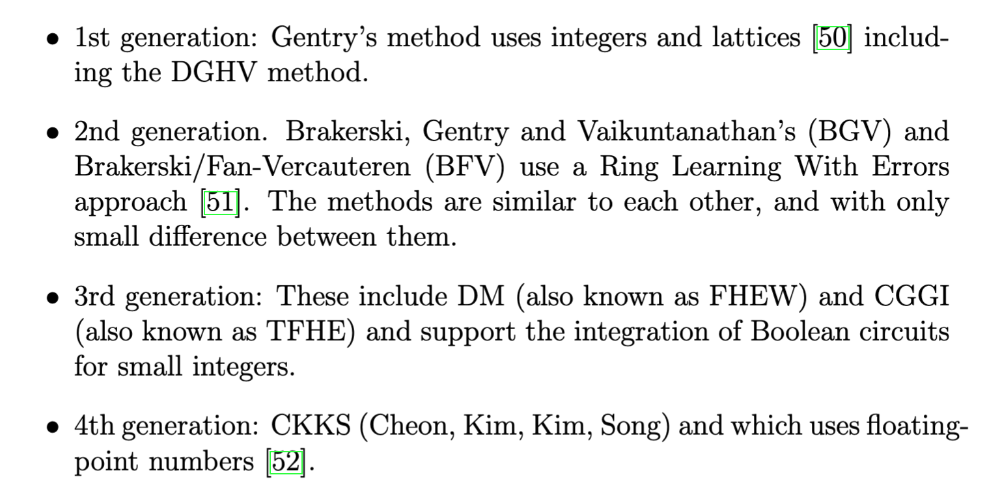 • 1st generation: Gentry's method uses integers and lattices [50] includ-
ing the DGHV method.
• 2nd generation. Brakerski, Gentry and Vaikuntanathan's (BGV) and
Brakerski/Fan-Vercauteren (BFV) use a Ring Learning With Errors
approach [51]. The methods are similar to each other, and with only
small difference between them.
• 3rd generation: These include DM (also known as FHEW) and CGGI
(also known as TFHE) and support the integration of Boolean circuits
for small integers.
• 4th generation: CKKS (Cheon, Kim, Kim, Song) and which uses floating-
point numbers [52].